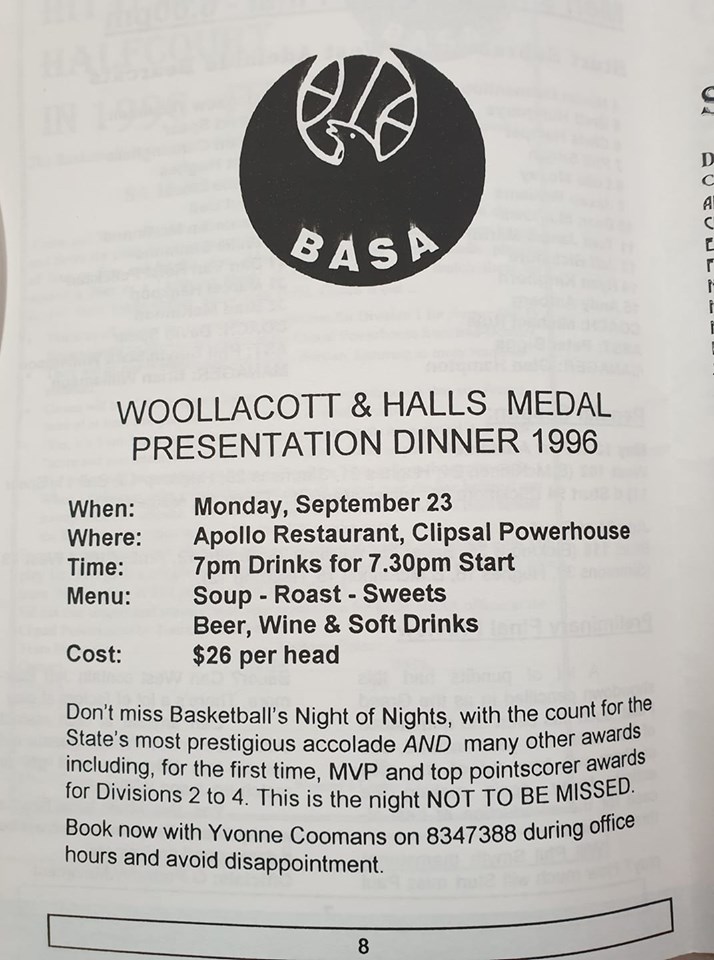 BASA
WOOLLACOTT & HALLS MEDAL
PRESENTATION DINNER 1996
When: Monday, September 23
Where: Apollo Restaurant, Clipsal Powerhouse
Time: 7pm Drinks for 7.30pm Start
Menu: Soup - Roast - Sweets
Beer, Wine & Soft Drinks
Cost: $26 per head
Don't miss Basketball's Night of Nights, with the count for the
State's most prestigious accolade AND many other awards
including, for the first time, MVP and top pointscorer awards
for Divisions 2 to 4. This is the night NOT TO BE MISSED.
Book now with Yvonne Coomans on 8347388 during office
hours and avoid disappointment.
8